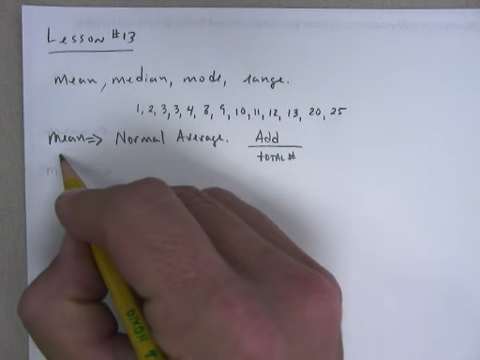 Lesson #13
mean, median, mode, range.
1, 2, 3, 3, 4, 8, 9, 10, 11, 12, 13, 20, 25
mean => Normal Average. Add
TOTAL #
DIXON